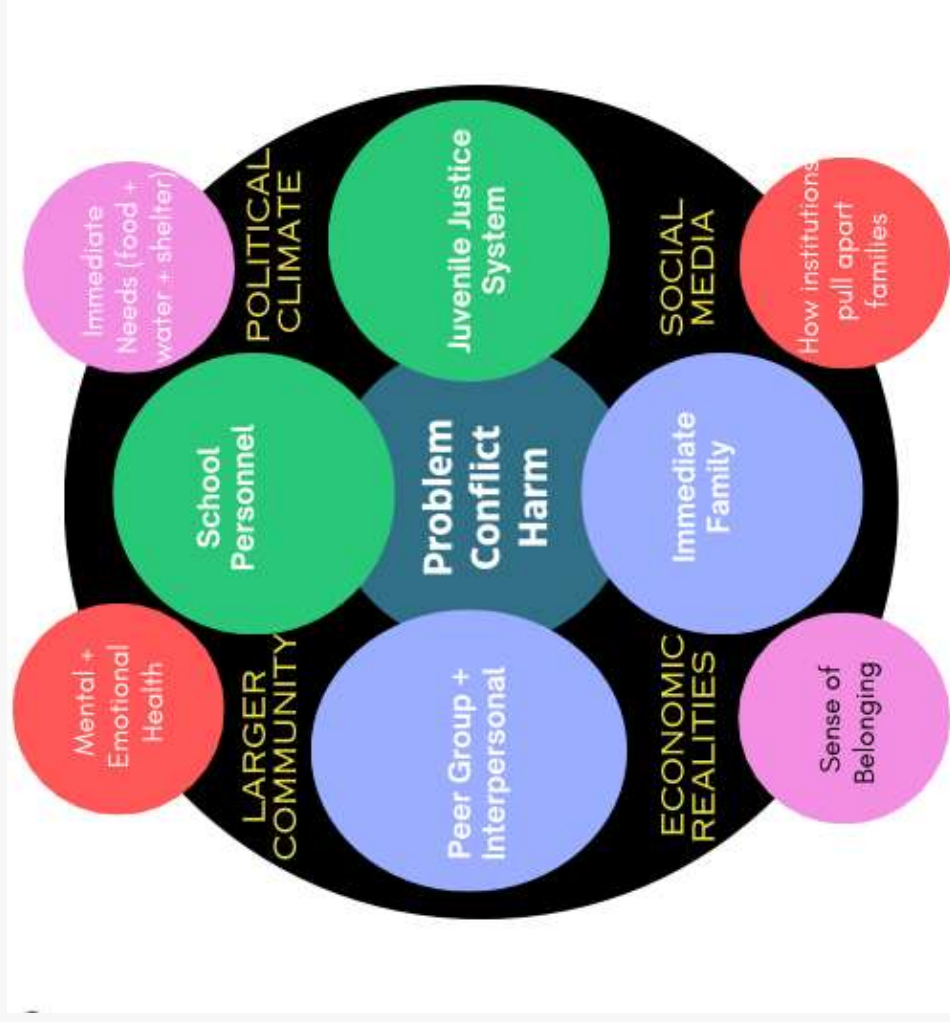 Mental +
Emotional
Health
Immediate
Needs (food +
water + shelter)
LARGER
COMMUNITY
School
Personnel
POLITICAL
CLIMATE
Peer Group +
Interpersonal
Problem
Conflict
Harm
Juvenile Justice
System
ECONOMIC
REALITIES
Immediate
Family
SOCIAL
MEDIA
Sense of
Belonging
How institutions
pull apart
families